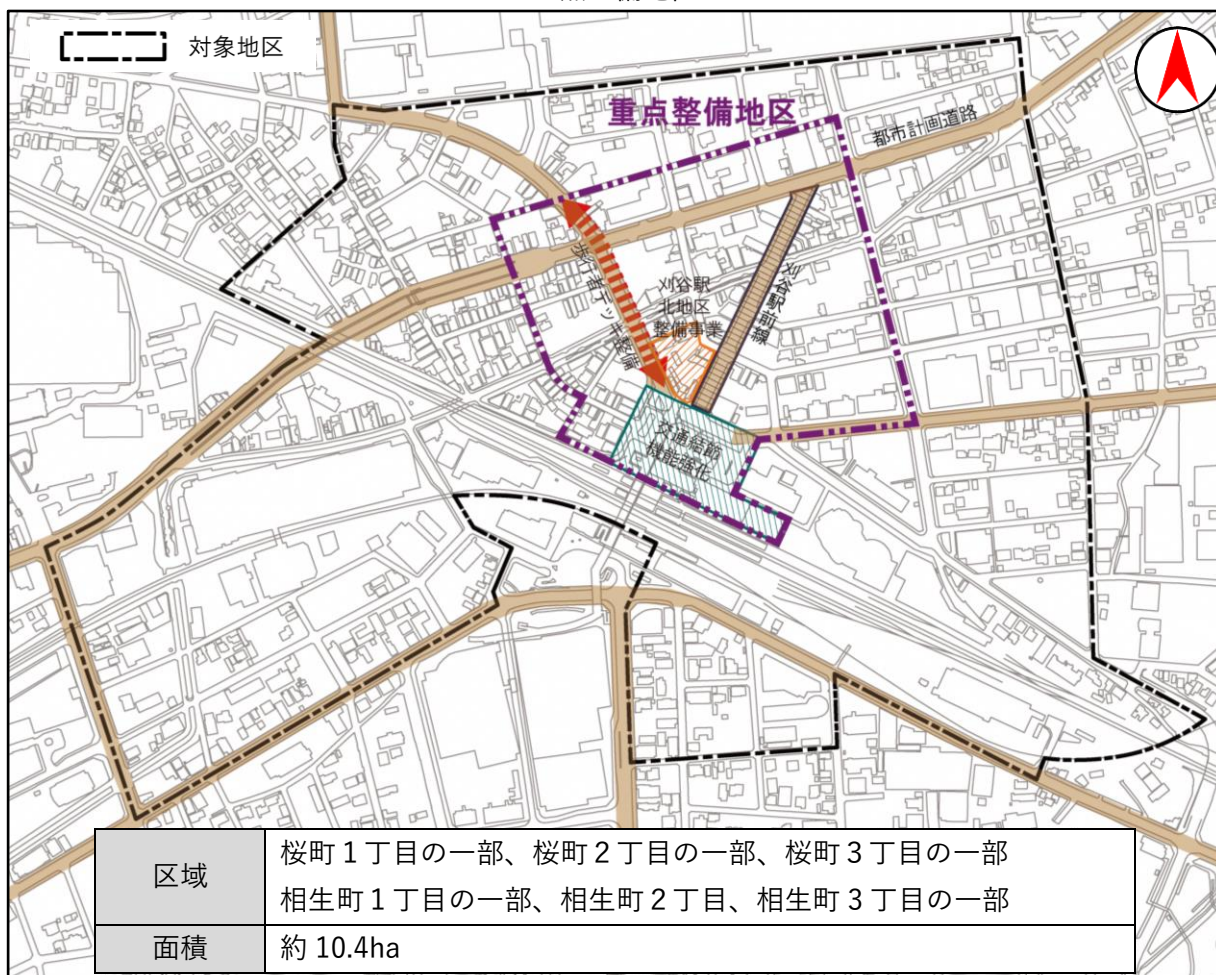 対象地区
重点整備地区
都市計画道路
歩行者デッキ整備
刈谷駅
北地区
整備事業
刈谷駅前線
交通結節
機能強化
区域
桜町１丁目の一部、桜町２丁目の一部、桜町３丁目の一部
相生町１丁目の一部、相生町２丁目、相生町３丁目の一部
面積
約 10.4ha